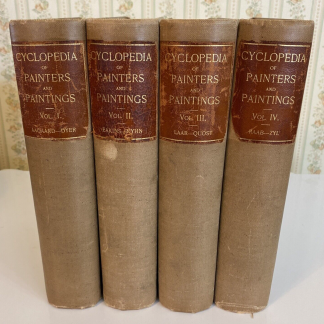 CYCLOPEDIA
OF
PAINTERS
AND
PAINTINGS
VOL. I.
DYER
CYCLOPEDIA
OF
PAINTERS
AND
PAINTINGS
VOL. II.
CYCLOPEDIA
OF
PAINTERS
AND
PAINTINGS
VOL. III.
LAAR—QUOST
CYCLOPEDIA
OF
PAINTERS
AND
PAINTINGS
VOL. IV.